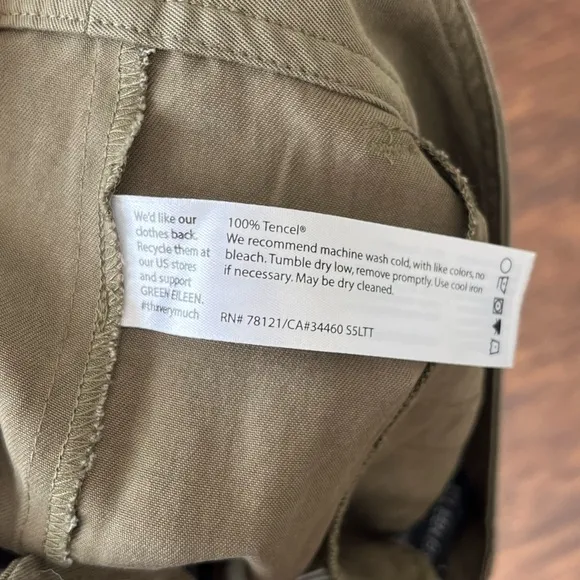 We'd like our
clothes back.
Recycle them at
our US stores
and support
GREEN EILEEN.
#thxverymuch
100% Tencel®
We recommend machine wash cold, with like colors, no
bleach. Tumble dry low, remove promptly. Use cool iron
if necessary. May be dry cleaned.
RN# 78121/CA#34460 S5LTT